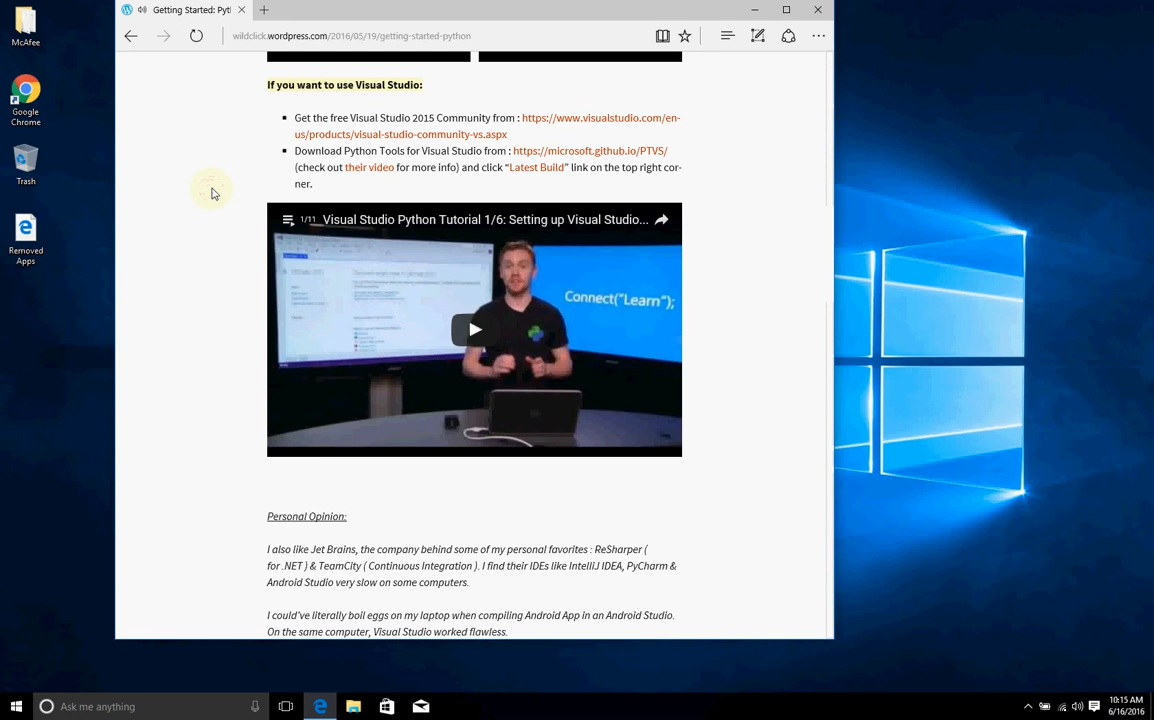 McAfee
Google
Chrome
Trash
Removed
Apps
Getting Started: Pyt
wildclick.wordpress.com/2016/05/19/getting-started-python
If you want to use Visual Studio:
Get the free Visual Studio 2015 Community from : https://www.visualstudio.com/en-
us/products/visual-studio-community-vs.aspx
Download Python Tools for Visual Studio from : https://microsoft.github.io/PTVS/
(check out their video for more info) and click “Latest Build” link on the top right cor-
ner.
1/11 Visual Studio Python Tutorial 1/6: Setting up Visual Studio...
Connect("Learn");
Personal Opinion:
I also like Jet Brains, the company behind some of my personal favorites : ReSharper (
for .NET ) & TeamCity ( Continuous Integration ). I find their IDEs like IntelliJ IDEA, PyCharm &
Android Studio very slow on some computers.
I could’ve literally boil eggs on my laptop when compiling Android App in an Android Studio.
On the same computer, Visual Studio worked flawless.
Ask me anything
10:15 AM
6/16/2016